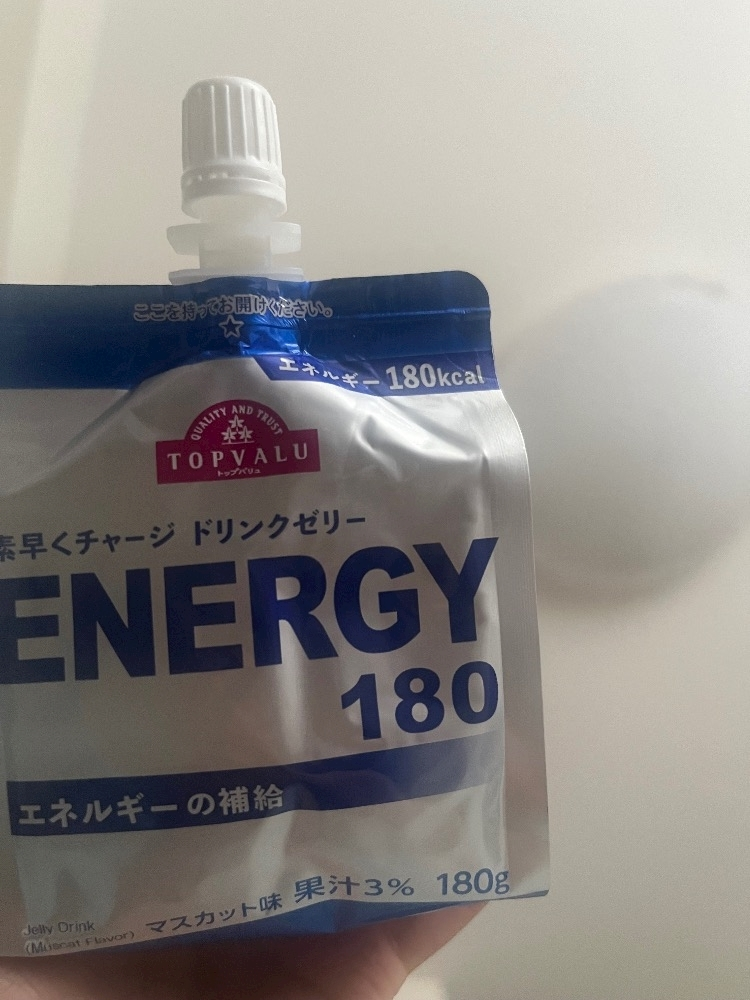 ここを持ってお開けください。
エネルギー 180kcal
QUALITY AND TRUST
TOPVALU
トップバリュ
素早くチャージ ドリンクゼリー
ENERGY
180
エネルギーの補給
Jelly Drink
(Muscat Flavor)
マスカット味 果汁3% 180g